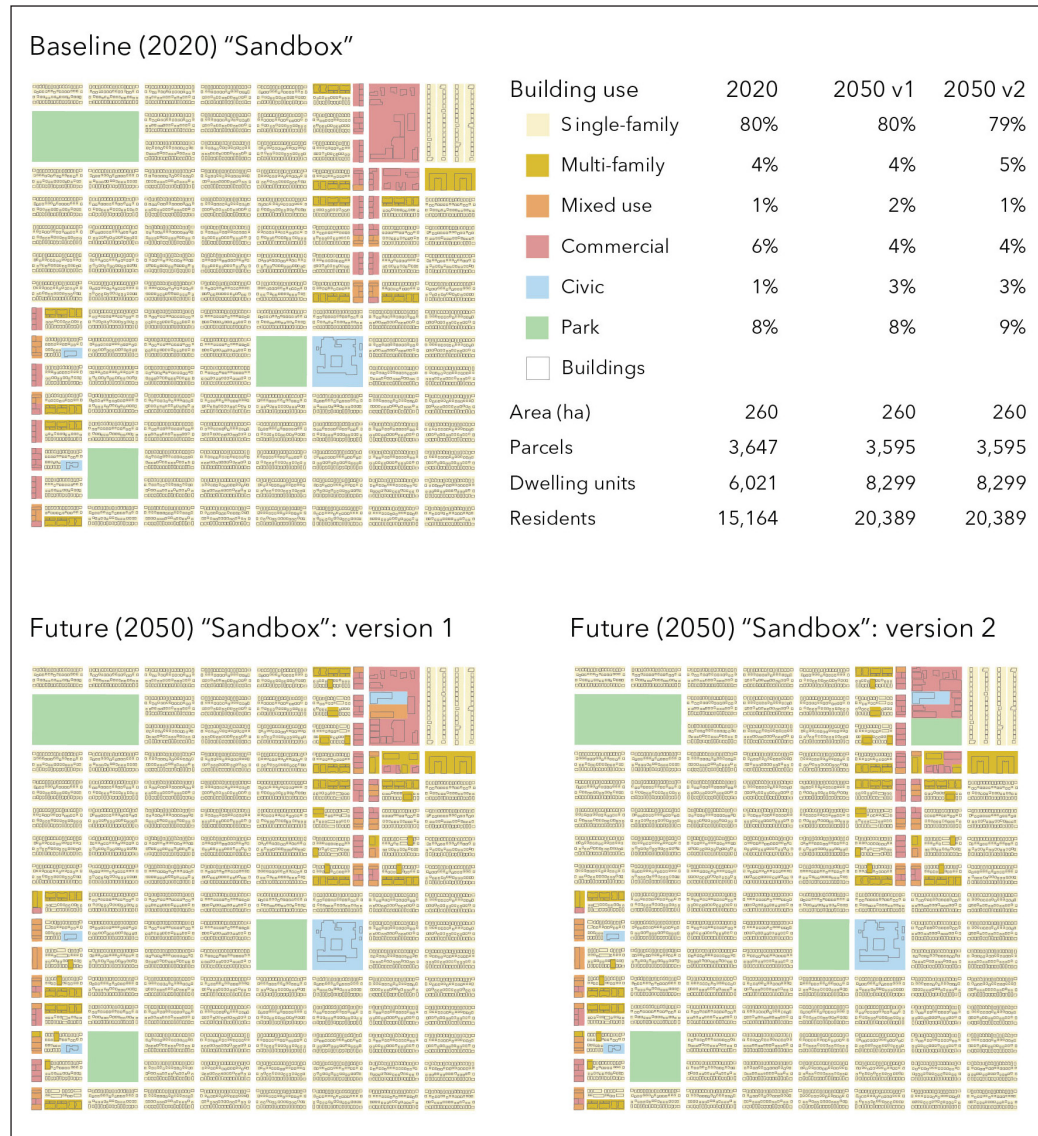 Baseline (2020) “Sandbox”
Building use 2020 2050 v1 2050 v2
Single-family 80% 80% 79%
Multi-family 4% 4% 5%
Mixed use 1% 2% 1%
Commercial 6% 4% 4%
Civic 1% 3% 3%
Park 8% 8% 9%
Buildings
Area (ha) 260 260 260
Parcels 3,647 3,595 3,595
Dwelling units 6,021 8,299 8,299
Residents 15,164 20,389 20,389
Future (2050) “Sandbox”: version 1
Future (2050) “Sandbox”: version 2